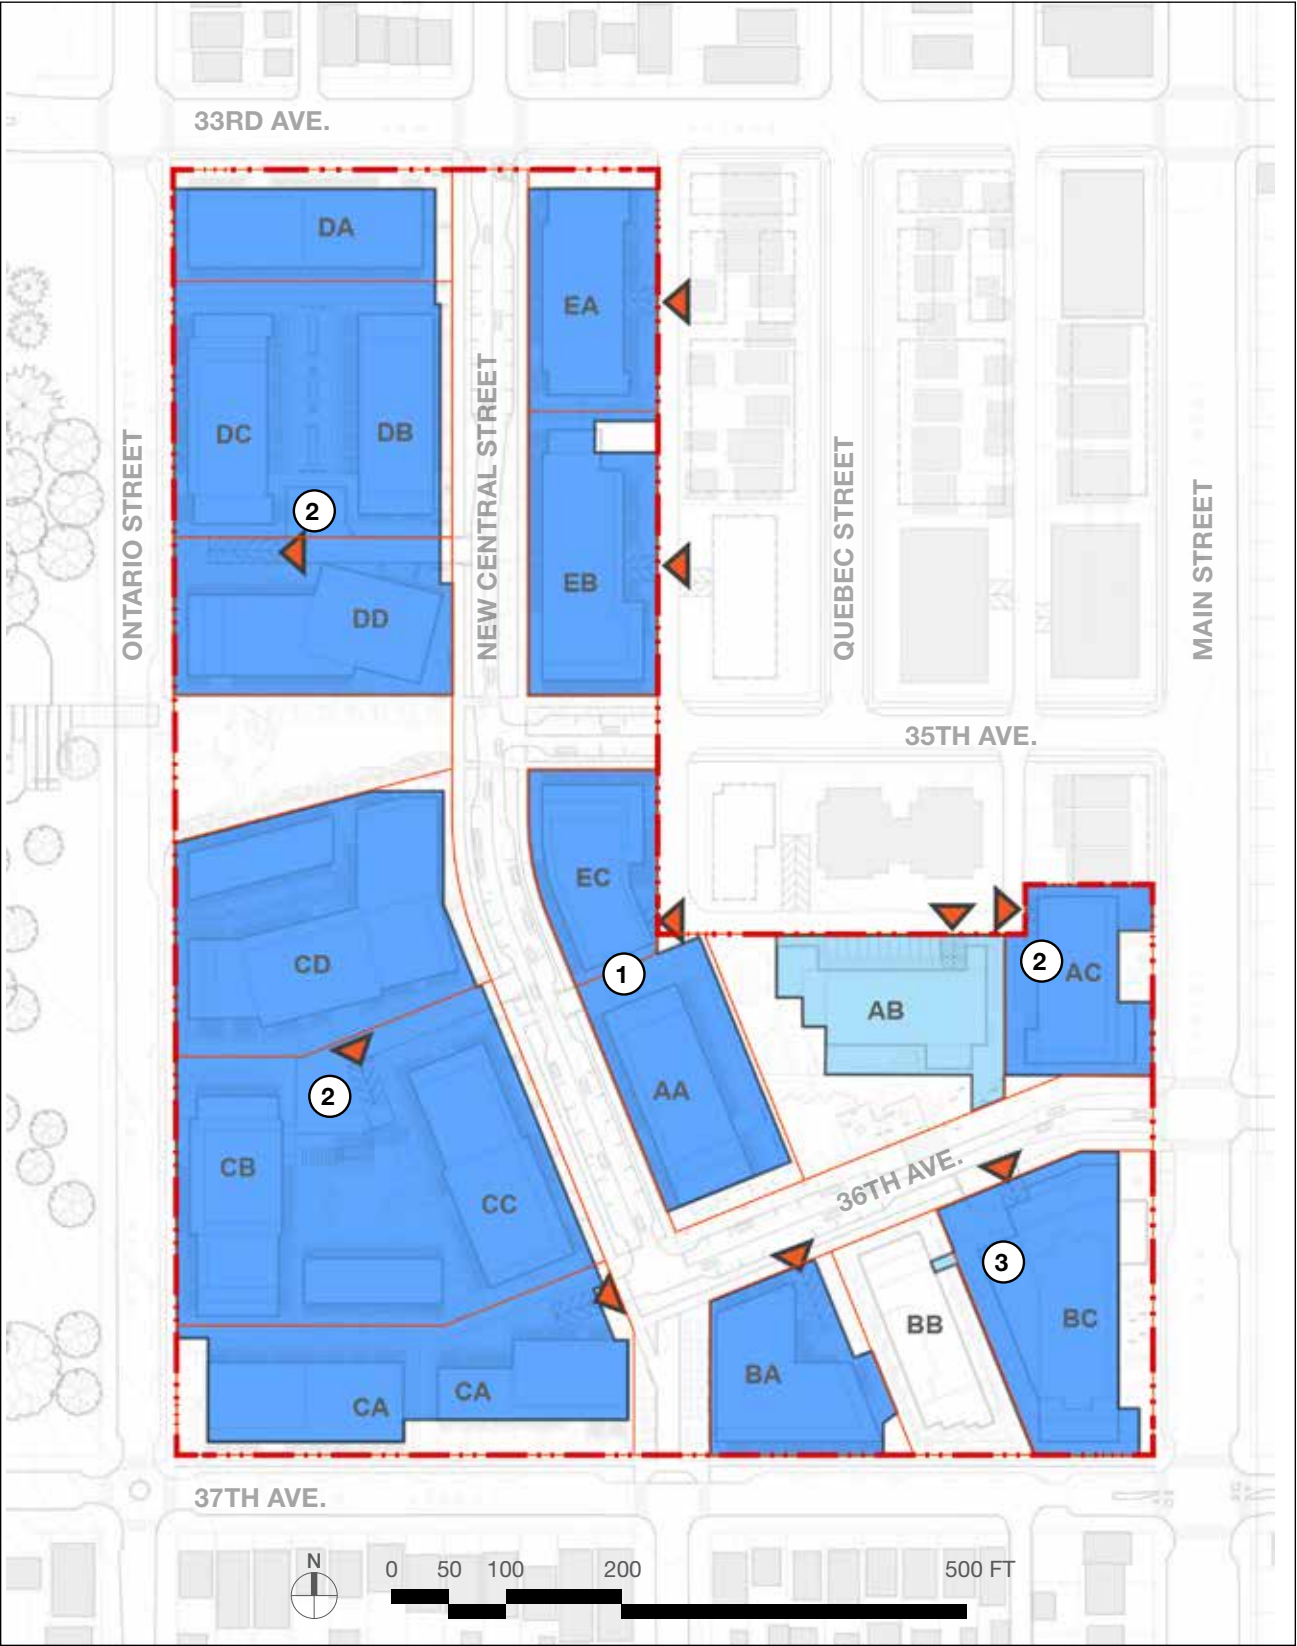 33RD AVE.
DA
EA
ONTARIO STREET
DC
DB
NEW CENTRAL STREET
QUEBEC STREET
MAIN STREET
2
EB
DD
35TH AVE.
EC
CD
1
2
AC
AB
AA
2
CB
CC
36TH AVE.
3
BB
BC
BA
CA
CA
37TH AVE.
N
0 50 100 200 500 FT